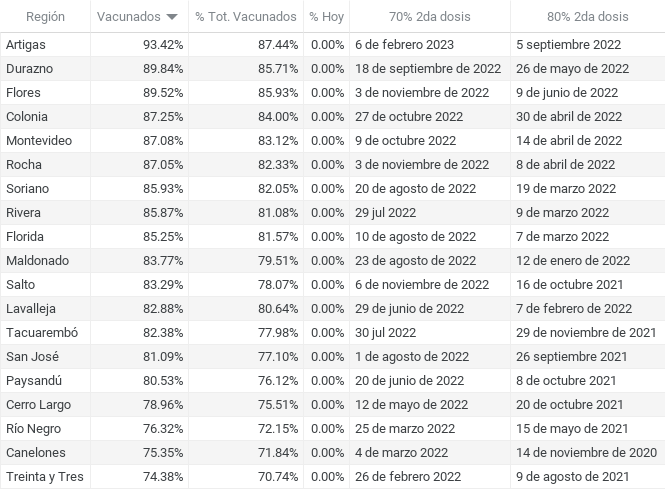 Región Vacunados % Tot. Vacunados % Hoy 70% 2da dosis 80% 2da dosis
Artigas 93.42% 87.44% 0.00% 6 de febrero 2023 5 septiembre 2022
Durazno 89.84% 85.71% 0.00% 18 de septiembre de 2022 26 de mayo de 2022
Flores 89.52% 85.93% 0.00% 3 de noviembre de 2022 9 de junio de 2022
Colonia 87.25% 84.00% 0.00% 27 de octubre de 2022 30 de abril de 2022
Montevideo 87.08% 83.12% 0.00% 9 de octubre de 2022 14 de abril de 2022
Rocha 87.05% 82.33% 0.00% 3 de noviembre de 2022 8 de abril de 2022
Soriano 85.93% 82.05% 0.00% 20 de agosto de 2022 19 de marzo 2022
Rivera 85.87% 81.08% 0.00% 29 jul 2022 9 de marzo 2022
Florida 85.25% 81.57% 0.00% 10 de agosto de 2022 7 de marzo 2022
Maldonado 83.77% 79.51% 0.00% 23 de agosto de 2022 12 de enero de 2022
Salto 83.29% 78.07% 0.00% 6 de noviembre de 2022 16 de octubre 2021
Lavalleja 82.88% 80.64% 0.00% 29 de junio de 2022 7 de febrero de 2022
Tacuarembó 82.38% 77.98% 0.00% 30 jul 2022 29 de noviembre de 2021
San José 81.09% 77.10% 0.00% 1 de agosto de 2022 26 septiembre 2021
Paysandú 80.53% 76.12% 0.00% 20 de junio de 2022 8 de octubre 2021
Cerro Largo 78.96% 75.51% 0.00% 12 de mayo de 2022 20 de octubre 2021
Río Negro 76.32% 72.15% 0.00% 25 de marzo 2022 15 de mayo de 2021
Canelones 75.35% 71.84% 0.00% 4 de marzo 2022 14 de noviembre de 2020
Treinta y Tres 74.38% 70.74% 0.00% 26 de febrero 2022 9 de agosto de 2021